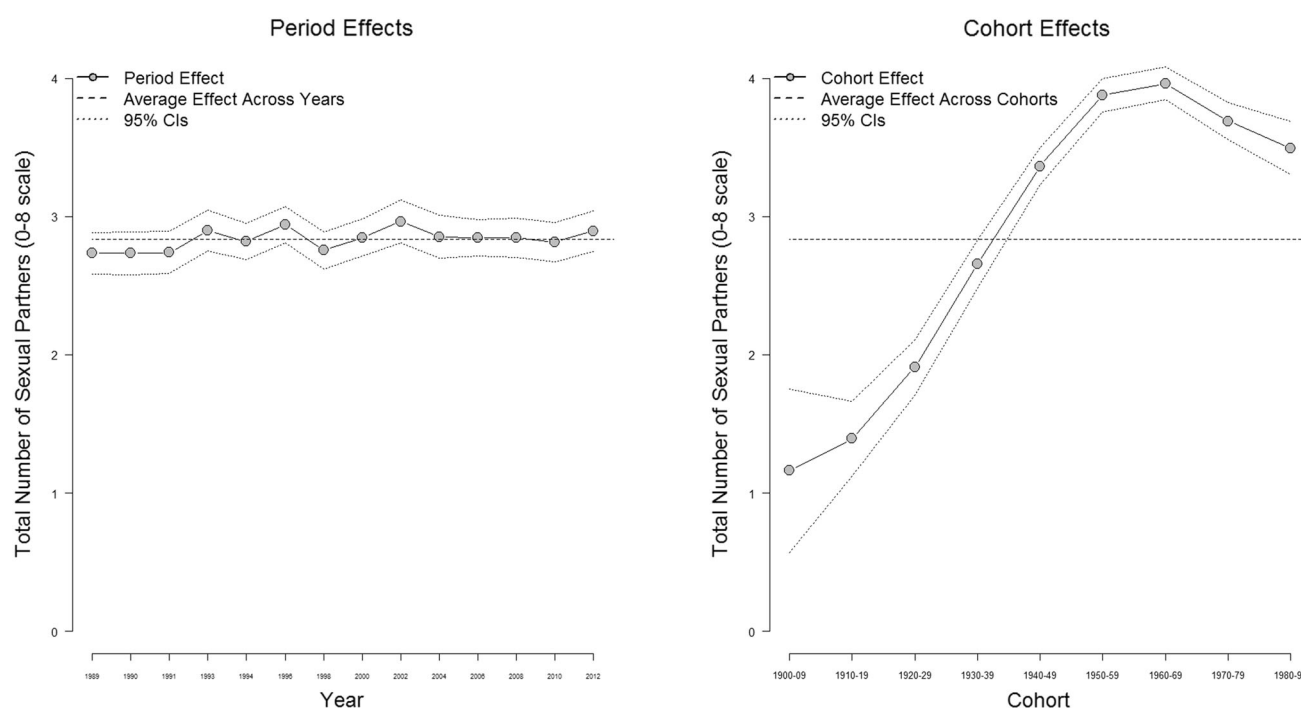 Period Effects
Period Effect
Average Effect Across Years
95% CIs
Total Number of Sexual Partners (0-8 scale)
4
3
2
1
0
1989 1990 1991 1993 1994 1996 1998 2000 2002 2004 2006 2008 2010 2012
Year
Cohort Effects
Cohort Effect
Average Effect Across Cohorts
95% CIs
Total Number of Sexual Partners (0-8 scale)
4
3
2
1
0
1900-09 1910-19 1920-29 1930-39 1940-49 1950-59 1960-69 1970-79 1980-9
Cohort